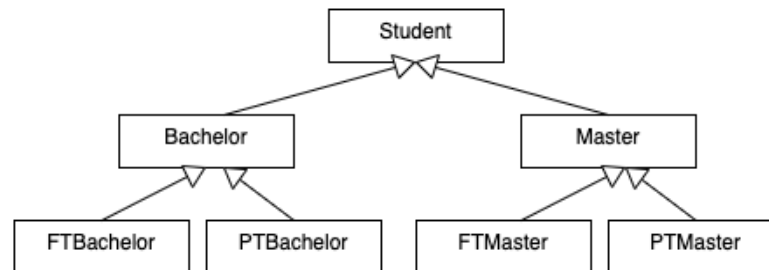 Student
Bachelor
Master
FTBachelor
PTBachelor
FTMaster
PTMaster